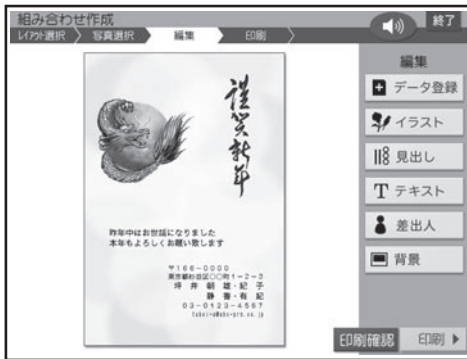 組み合わせ作成
終了
ﾚｲｱｳﾄ選択
写真選択
編集
印刷
編集
データ登録
イラスト
見出し
テキスト
差出人
背景
謹賀新年
昨年中はお世話になりました
本年もよろしくお願い致します
〒166-0000
東京都杉並区〇〇町1-2-3
坪井 朝雄・紀子
静香・有紀
03-0123-4567
印刷確認
印刷